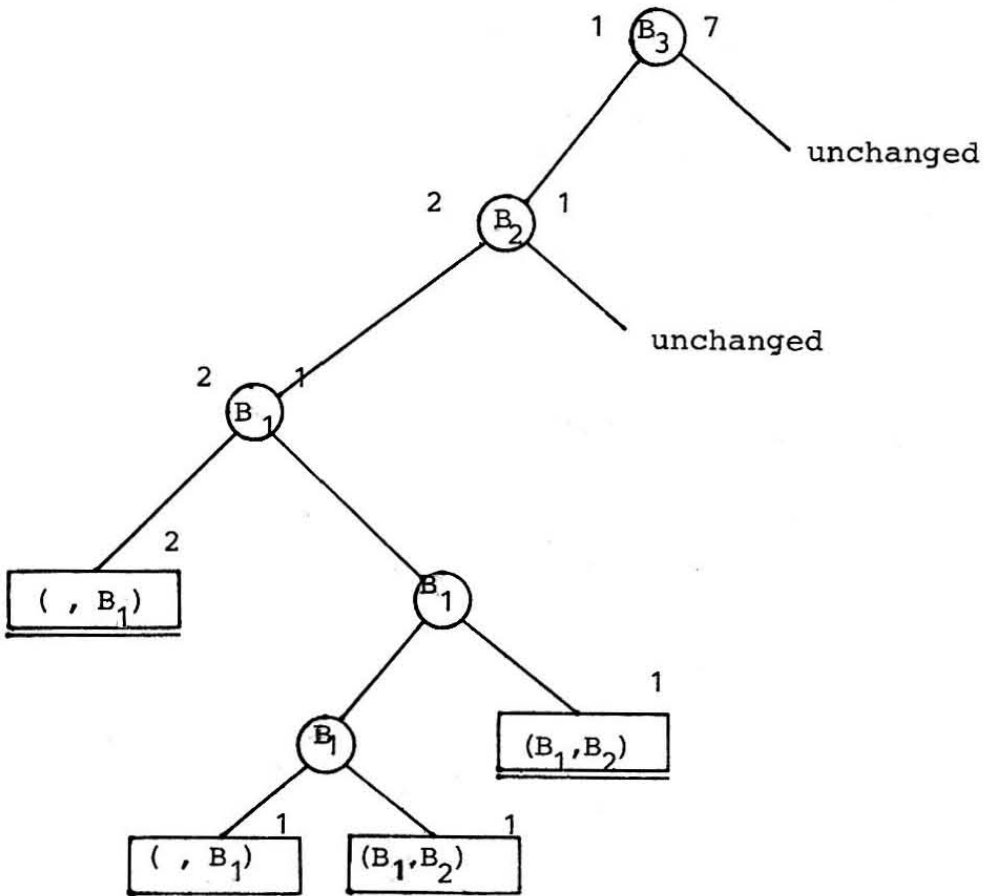 1 B3 7
unchanged
2 B2 1
unchanged
2 B1 1
2
( , B1)
B1
1
B1
(B1,B2)
1 1
( , B1) (B1,B2)